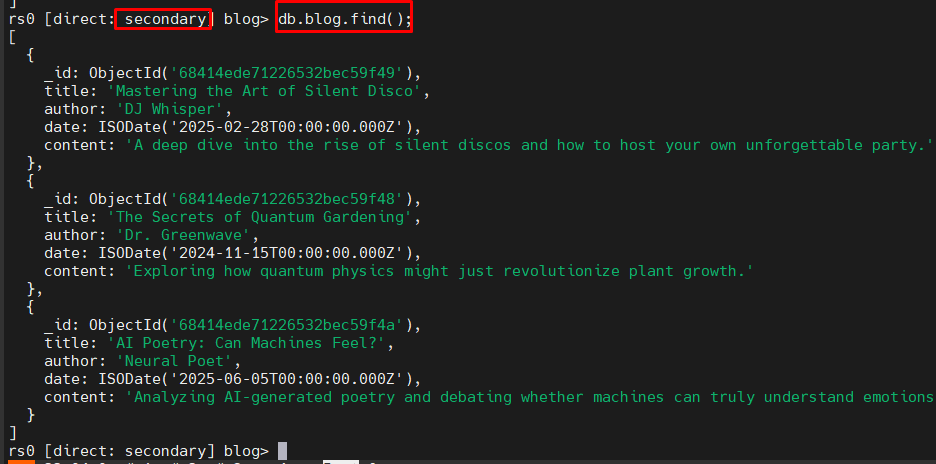 ]
rs0 [direct: secondary] blog> db.blog.find();
[
  {
    _id: ObjectId('68414ede71226532bec59f49'),
    title: 'Mastering the Art of Silent Disco',
    author: 'DJ Whisper',
    date: ISODate('2025-02-28T00:00:00.000Z'),
    content: 'A deep dive into the rise of silent discos and how to host your own unforgettable party.'
  },
  {
    _id: ObjectId('68414ede71226532bec59f48'),
    title: 'The Secrets of Quantum Gardening',
    author: 'Dr. Greenwave',
    date: ISODate('2024-11-15T00:00:00.000Z'),
    content: 'Exploring how quantum physics might just revolutionize plant growth.'
  },
  {
    _id: ObjectId('68414ede71226532bec59f4a'),
    title: 'AI Poetry: Can Machines Feel?',
    author: 'Neural Poet',
    date: ISODate('2025-06-05T00:00:00.000Z'),
    content: 'Analyzing AI-generated poetry and debating whether machines can truly understand emotions
  }
]
rs0 [direct: secondary] blog>